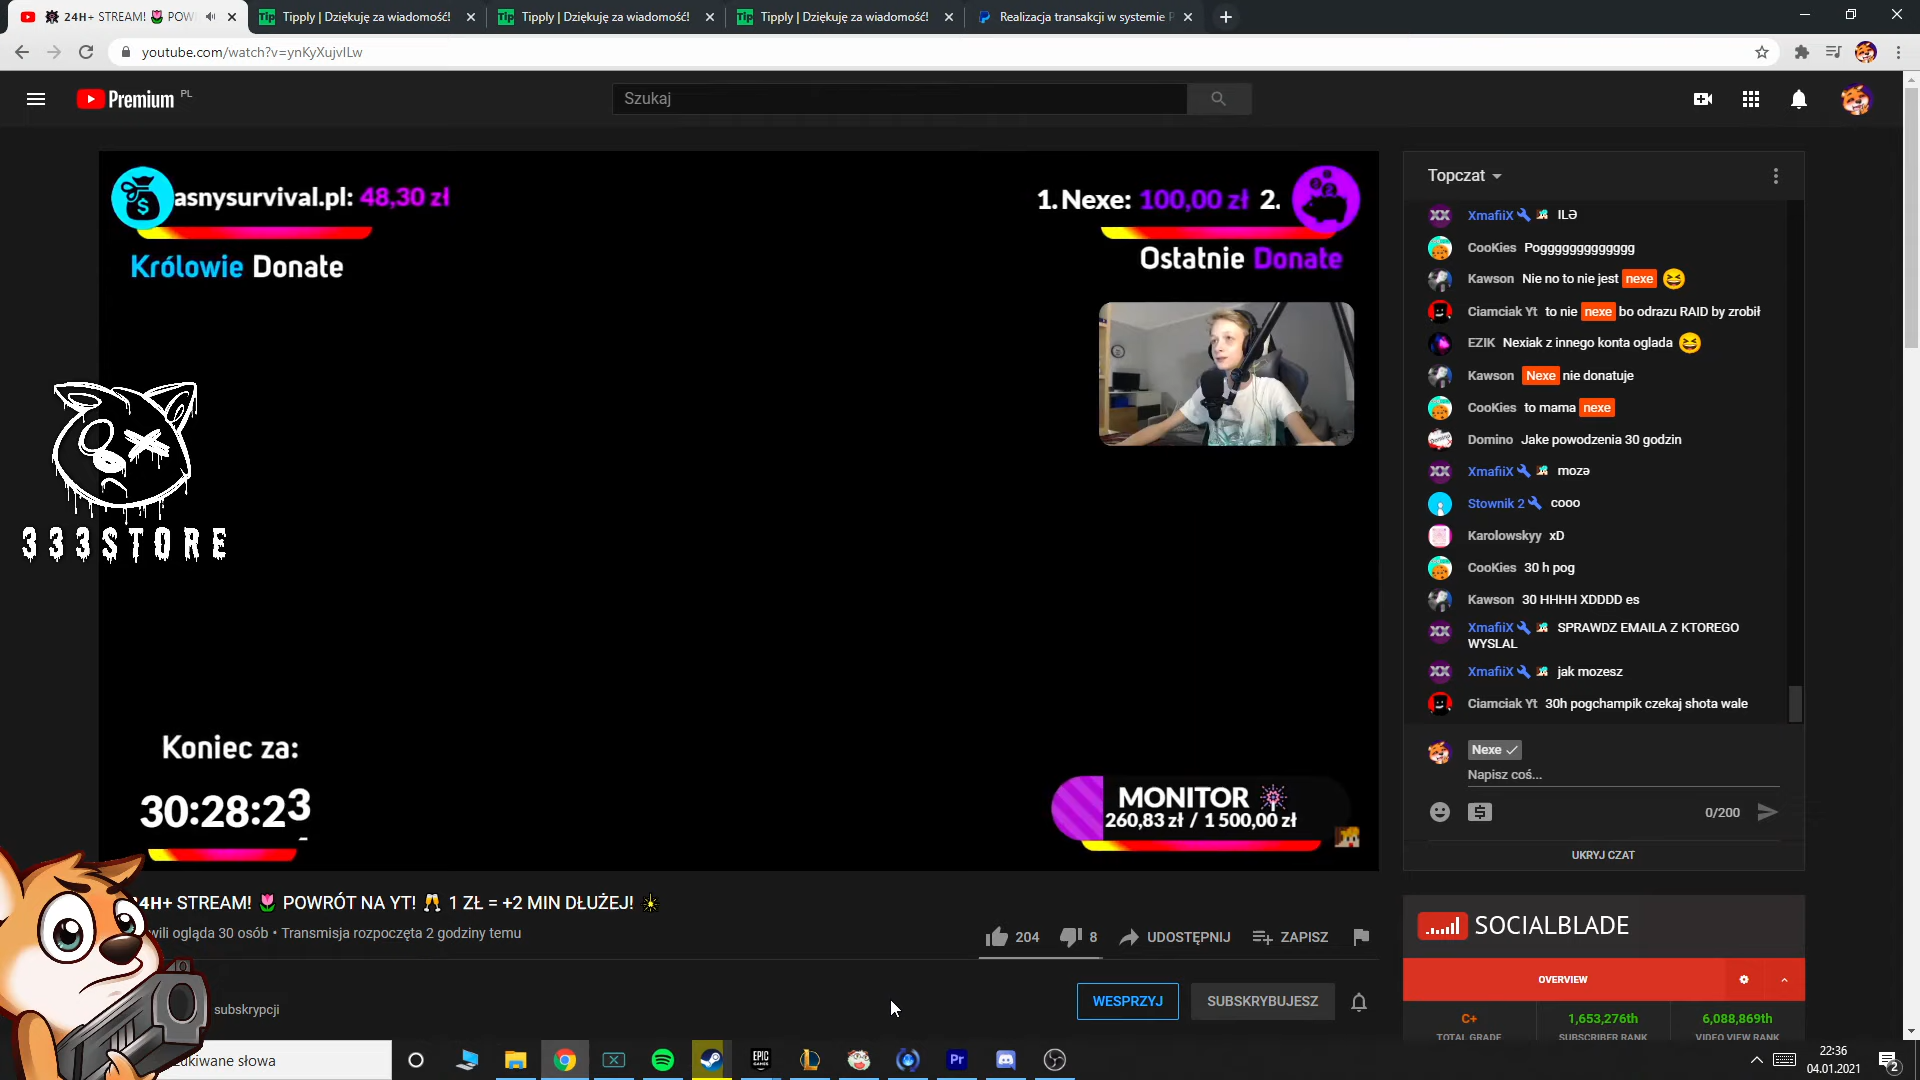 24H+ STREAM! POW
Tipply | Dziękuję za wiadomość!
Tipply | Dziękuję za wiadomość!
Tipply | Dziękuję za wiadomość!
Realizacja transakcji w systemie P
youtube.com/watch?v=ynKyXujvlLw
Premium PL
Szukaj
asnysurvival.pl: 48,30 zł
Królowie Donate
1. Nexe: 100,00 zł 2.
Ostatnie Donate
333STORE
Koniec za:
30:28:23
MONITOR
260,83 zł / 1 500,00 zł
Topczat
XmafiiX ILƏ
CooKies Poggggggggggggg
Kawson Nie no to nie jest nexe
Ciamciak Yt to nie nexe bo odrazu RAID by zrobił
EZIK Nexiak z innego konta oglada
Kawson Nexe nie donatuje
CooKies to mama nexe
Domino Jake powodzenia 30 godzin
XmafiiX mozə
Stownik 2 cooo
Karolowskyy xD
CooKies 30 h pog
Kawson 30 HHHH XDDDD es
XmafiiX SPRAWDZ EMAILA Z KTOREGO
WYSLAL
XmafiiX jak mozesz
Ciamciak Yt 30h pogchampik czekaj shota wale
Nexe
Napisz coś...
0/200
UKRYJ CZAT
24H+ STREAM! POWRÓT NA YT! 1 ZŁ = +2 MIN DŁUŻEJ!
wili ogląda 30 osób • Transmisja rozpoczęta 2 godziny temu
204
8
UDOSTĘPNIJ
ZAPISZ
subskrypcji
WESPRZYJ
SUBSKRYBUJESZ
SOCIALBLADE
OVERVIEW
C+
1,653,276th
6,088,869th
TOTAL GRADE
SUBSCRIBER RANK
VIDEO VIEW RANK
zukiwane słowa
EPIC
GAMES
Pr
22:36
04.01.2021
2